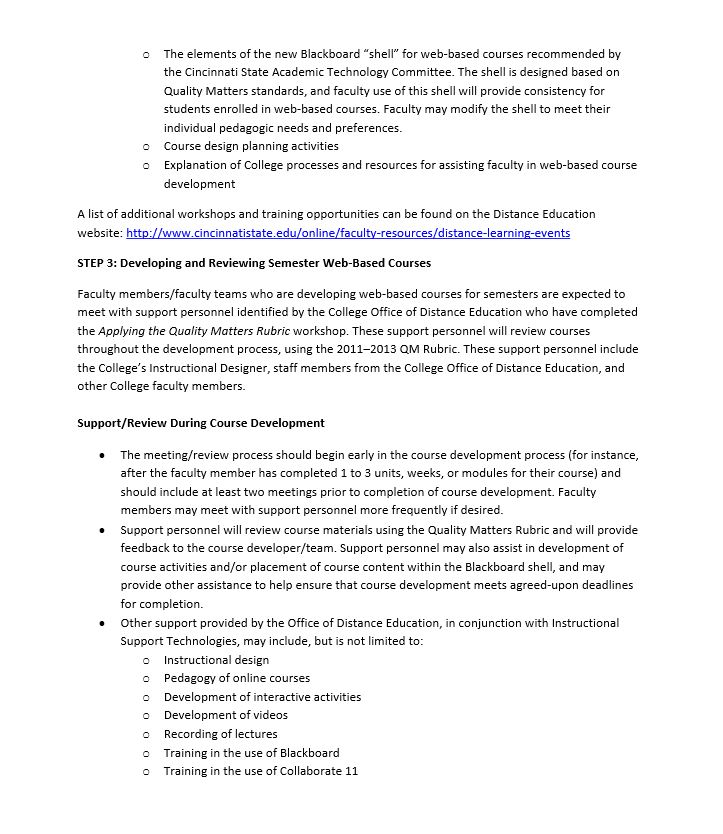 o The elements of the new Blackboard “shell” for web-based courses recommended by
the Cincinnati State Academic Technology Committee. The shell is designed based on
Quality Matters standards, and faculty use of this shell will provide consistency for
students enrolled in web-based courses. Faculty may modify the shell to meet their
individual pedagogic needs and preferences.
o Course design planning activities
o Explanation of College processes and resources for assisting faculty in web-based course
development
A list of additional workshops and training opportunities can be found on the Distance Education
website: http://www.cincinnatistate.edu/online/faculty-resources/distance-learning-events
STEP 3: Developing and Reviewing Semester Web-Based Courses
Faculty members/faculty teams who are developing web-based courses for semesters are expected to
meet with support personnel identified by the College Office of Distance Education who have completed
the Applying the Quality Matters Rubric workshop. These support personnel will review courses
throughout the development process, using the 2011–2013 QM Rubric. These support personnel include
the College’s Instructional Designer, staff members from the College Office of Distance Education, and
other College faculty members.
Support/Review During Course Development
• The meeting/review process should begin early in the course development process (for instance,
after the faculty member has completed 1 to 3 units, weeks, or modules for their course) and
should include at least two meetings prior to completion of course development. Faculty
members may meet with support personnel more frequently if desired.
• Support personnel will review course materials using the Quality Matters Rubric and will provide
feedback to the course developer/team. Support personnel may also assist in development of
course activities and/or placement of course content within the Blackboard shell, and may
provide other assistance to help ensure that course development meets agreed-upon deadlines
for completion.
• Other support provided by the Office of Distance Education, in conjunction with Instructional
Support Technologies, may include, but is not limited to:
o Instructional design
o Pedagogy of online courses
o Development of interactive activities
o Development of videos
o Recording of lectures
o Training in the use of Blackboard
o Training in the use of Collaborate 11